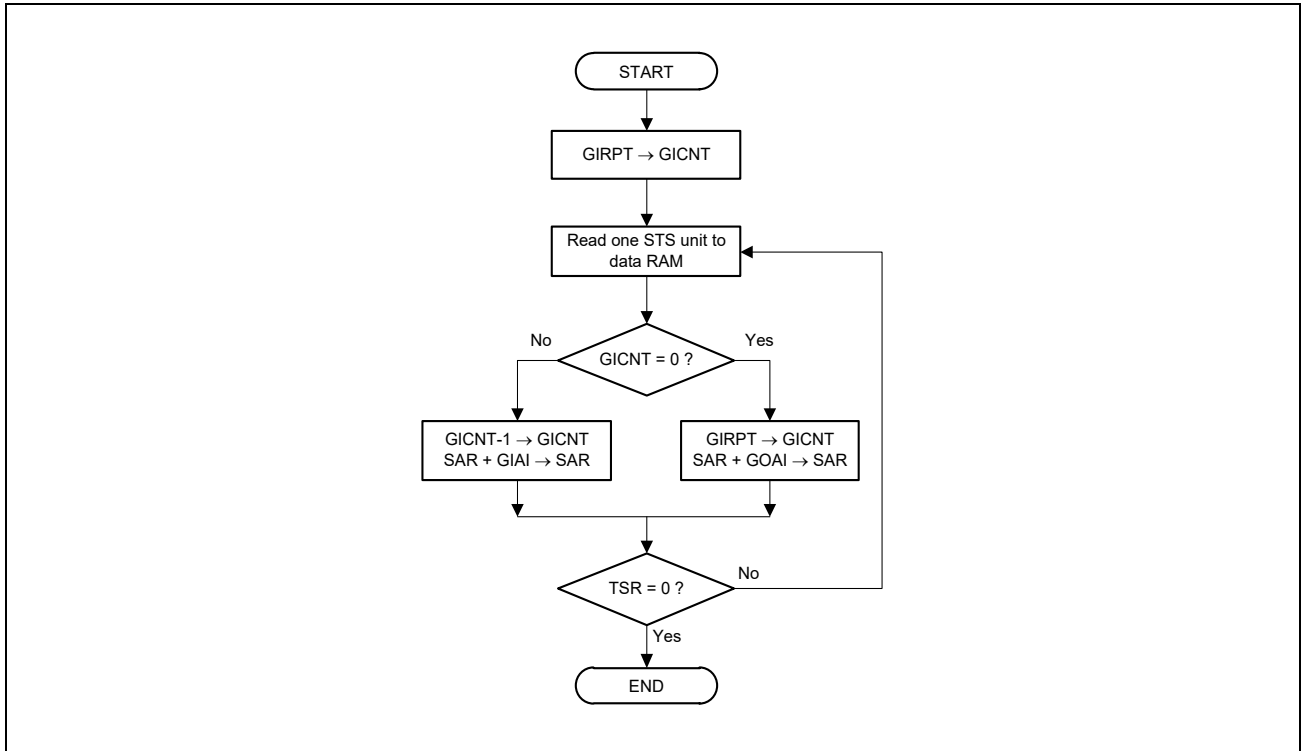 START
GIRPT → GICNT
Read one STS unit to
data RAM
No
Yes
GICNT = 0 ?
GICNT-1 → GICNT
SAR + GIAI → SAR
GIRPT → GICNT
SAR + GOAI → SAR
TSR = 0 ?
No
Yes
END